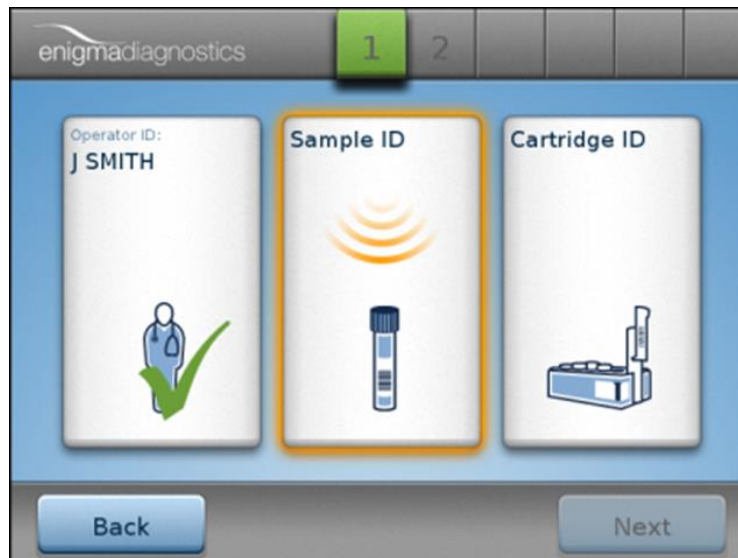 enigmadiagnostics
1 2
Operator ID:
J SMITH
Sample ID
Cartridge ID
Back
Next